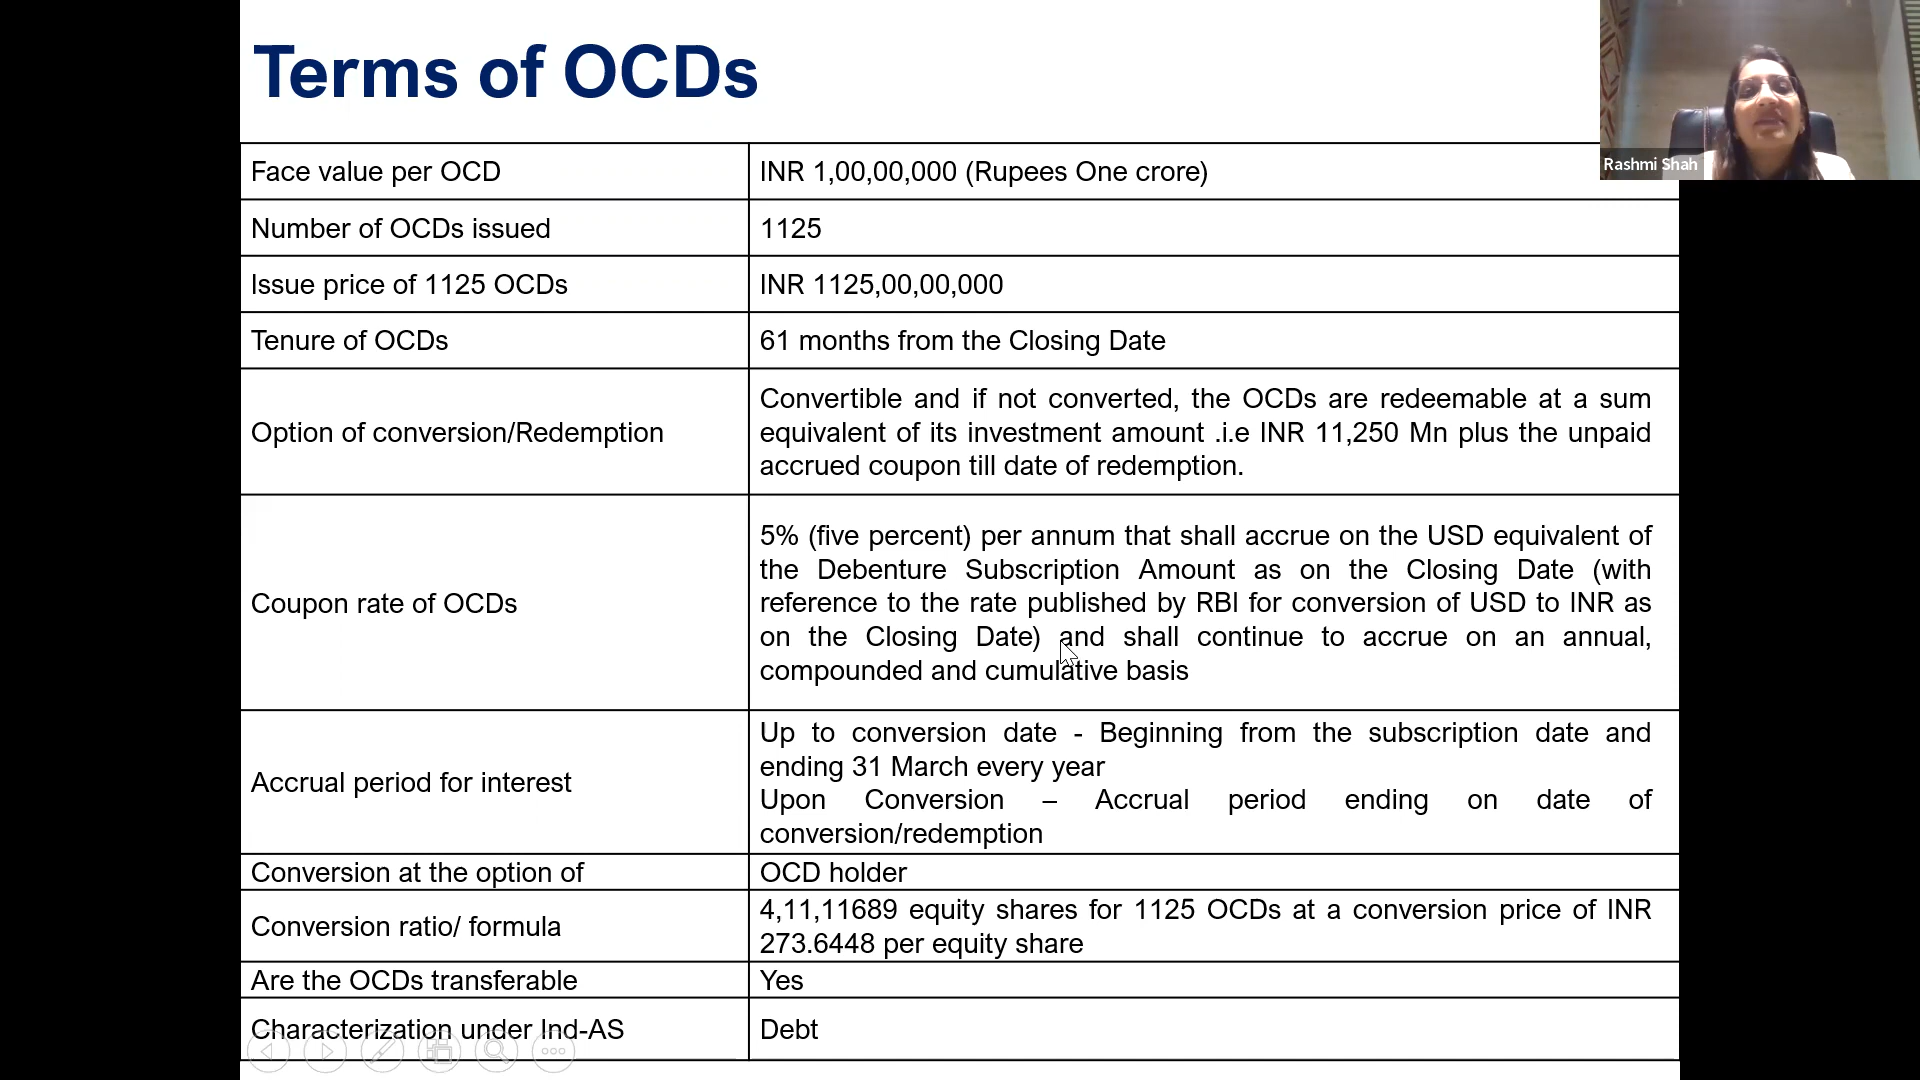 Terms of OCDs
Rashmi Shah
Face value per OCD
INR 1,00,00,000 (Rupees One crore)
Number of OCDs issued
1125
Issue price of 1125 OCDs
INR 1125,00,00,000
Tenure of OCDs
61 months from the Closing Date
Option of conversion/Redemption
Convertible and if not converted, the OCDs are redeemable at a sum
equivalent of its investment amount .i.e INR 11,250 Mn plus the unpaid
accrued coupon till date of redemption.
Coupon rate of OCDs
5% (five percent) per annum that shall accrue on the USD equivalent of
the Debenture Subscription Amount as on the Closing Date (with
reference to the rate published by RBI for conversion of USD to INR as
on the Closing Date) and shall continue to accrue on an annual,
compounded and cumulative basis
Accrual period for interest
Up to conversion date - Beginning from the subscription date and
ending 31 March every year
Upon Conversion – Accrual period ending on date of
conversion/redemption
Conversion at the option of
OCD holder
Conversion ratio/ formula
4,11,11689 equity shares for 1125 OCDs at a conversion price of INR
273.6448 per equity share
Are the OCDs transferable
Yes
Characterization under Ind-AS
Debt